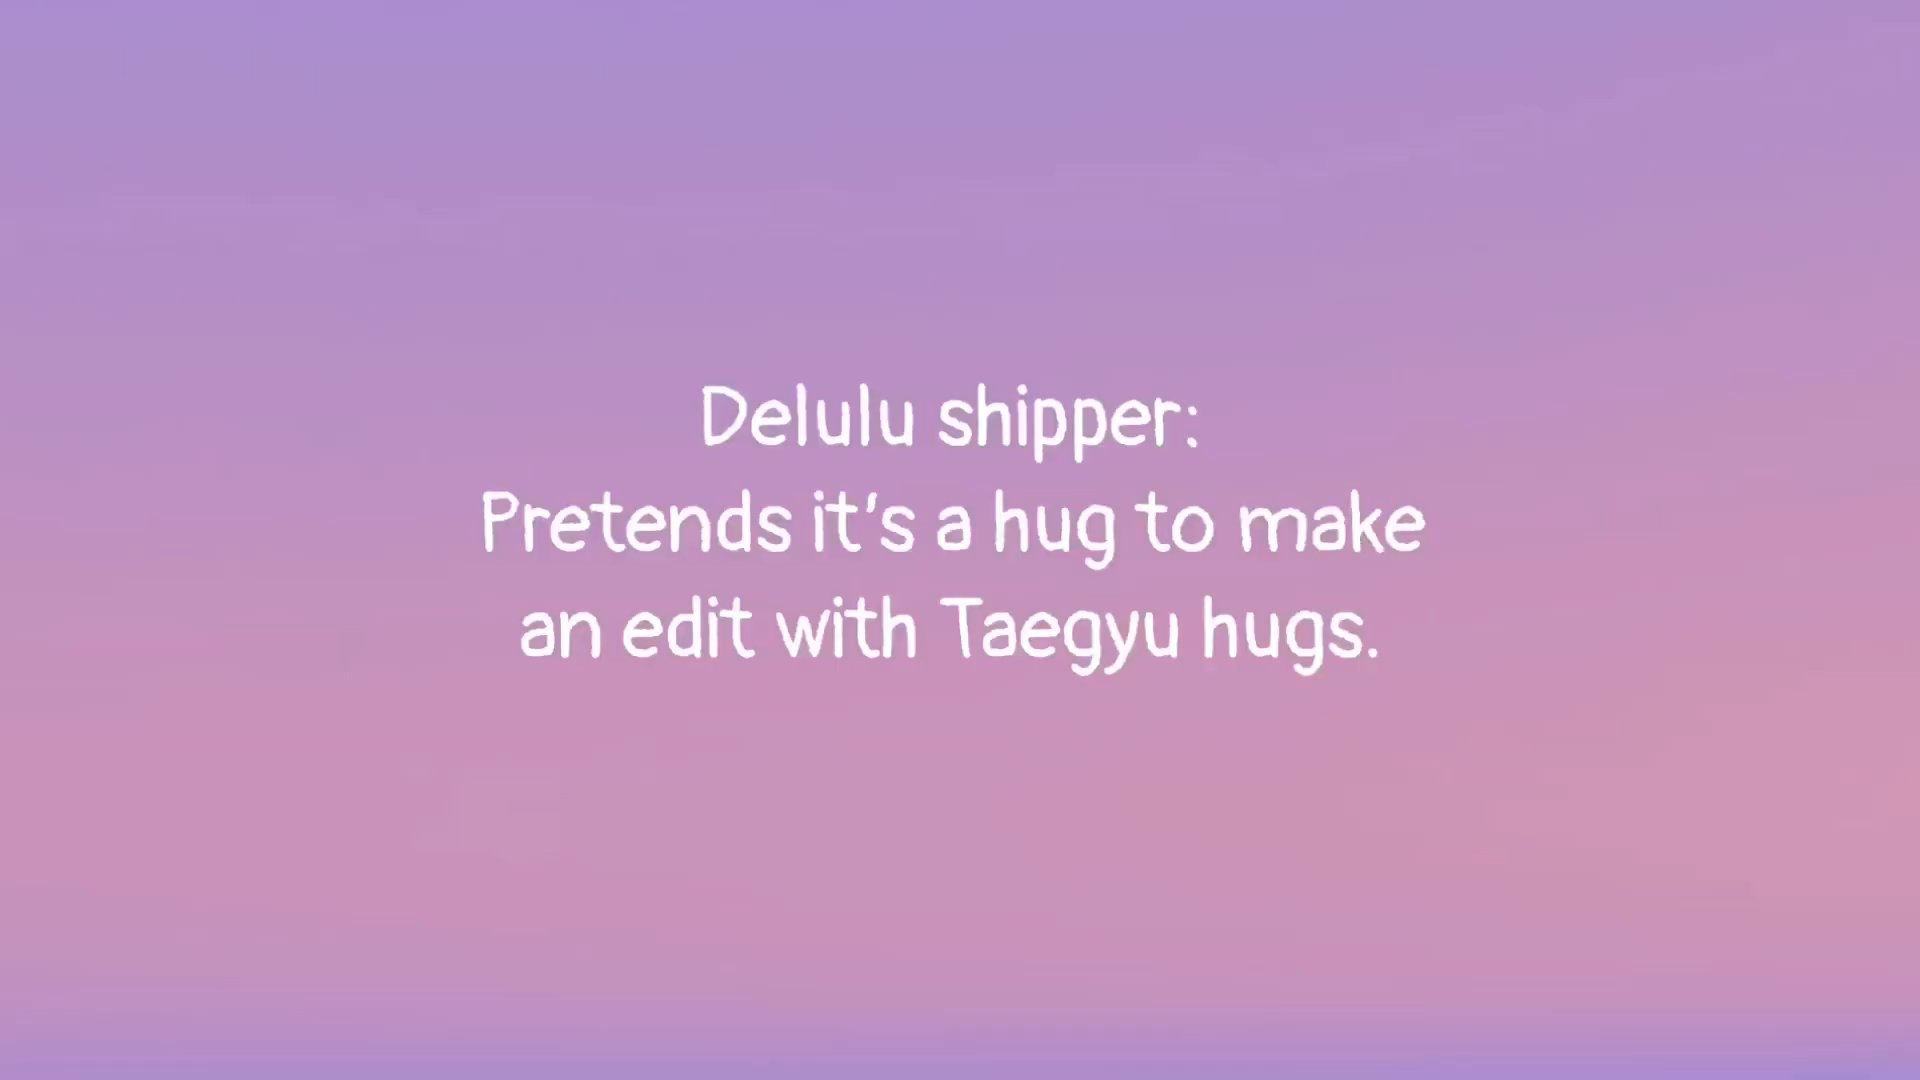 Delulu shipper:
Pretends it's a hug to make
an edit with Taegyu hugs.